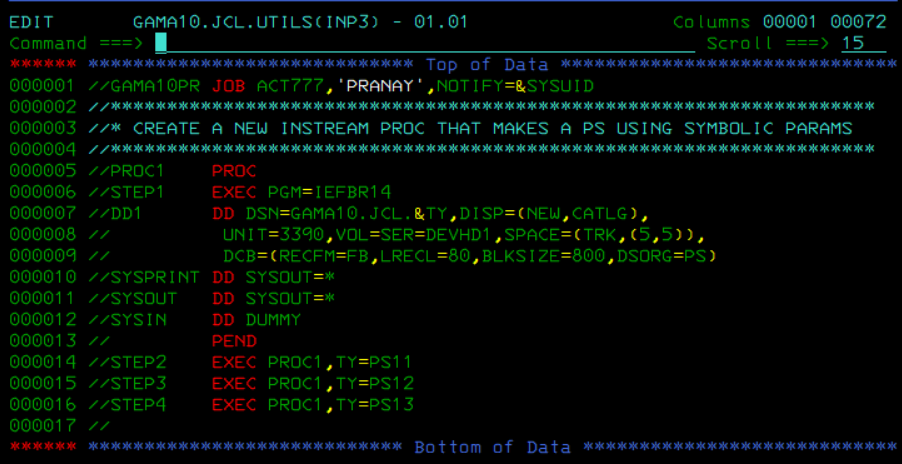 EDIT       GAMA10.JCL.UTILS(INP3) - 01.01                    Columns 00001 00072
Command ===>                                                  Scroll ===> 15
****** ***************************** Top of Data ******************************
000001 //GAMA10PR JOB ACT777,'PRANAY',NOTIFY=&SYSUID
000002 //********************************************************************
000003 //* CREATE A NEW INSTREAM PROC THAT MAKES A PS USING SYMBOLIC PARAMS
000004 //********************************************************************
000005 //PROC1    PROC
000006 //STEP1    EXEC PGM=IEFBR14
000007 //DD1      DD DSN=GAMA10.JCL.&TY,DISP=(NEW,CATLG),
000008 //          UNIT=3390,VOL=SER=DEVHD1,SPACE=(TRK,(5,5)),
000009 //          DCB=(RECFM=FB,LRECL=80,BLKSIZE=800,DSORG=PS)
000010 //SYSPRINT DD SYSOUT=*
000011 //SYSOUT   DD SYSOUT=*
000012 //SYSIN    DD DUMMY
000013 //         PEND
000014 //STEP2    EXEC PROC1,TY=PS11
000015 //STEP3    EXEC PROC1,TY=PS12
000016 //STEP4    EXEC PROC1,TY=PS13
000017 //
****** **************************** Bottom of Data ****************************